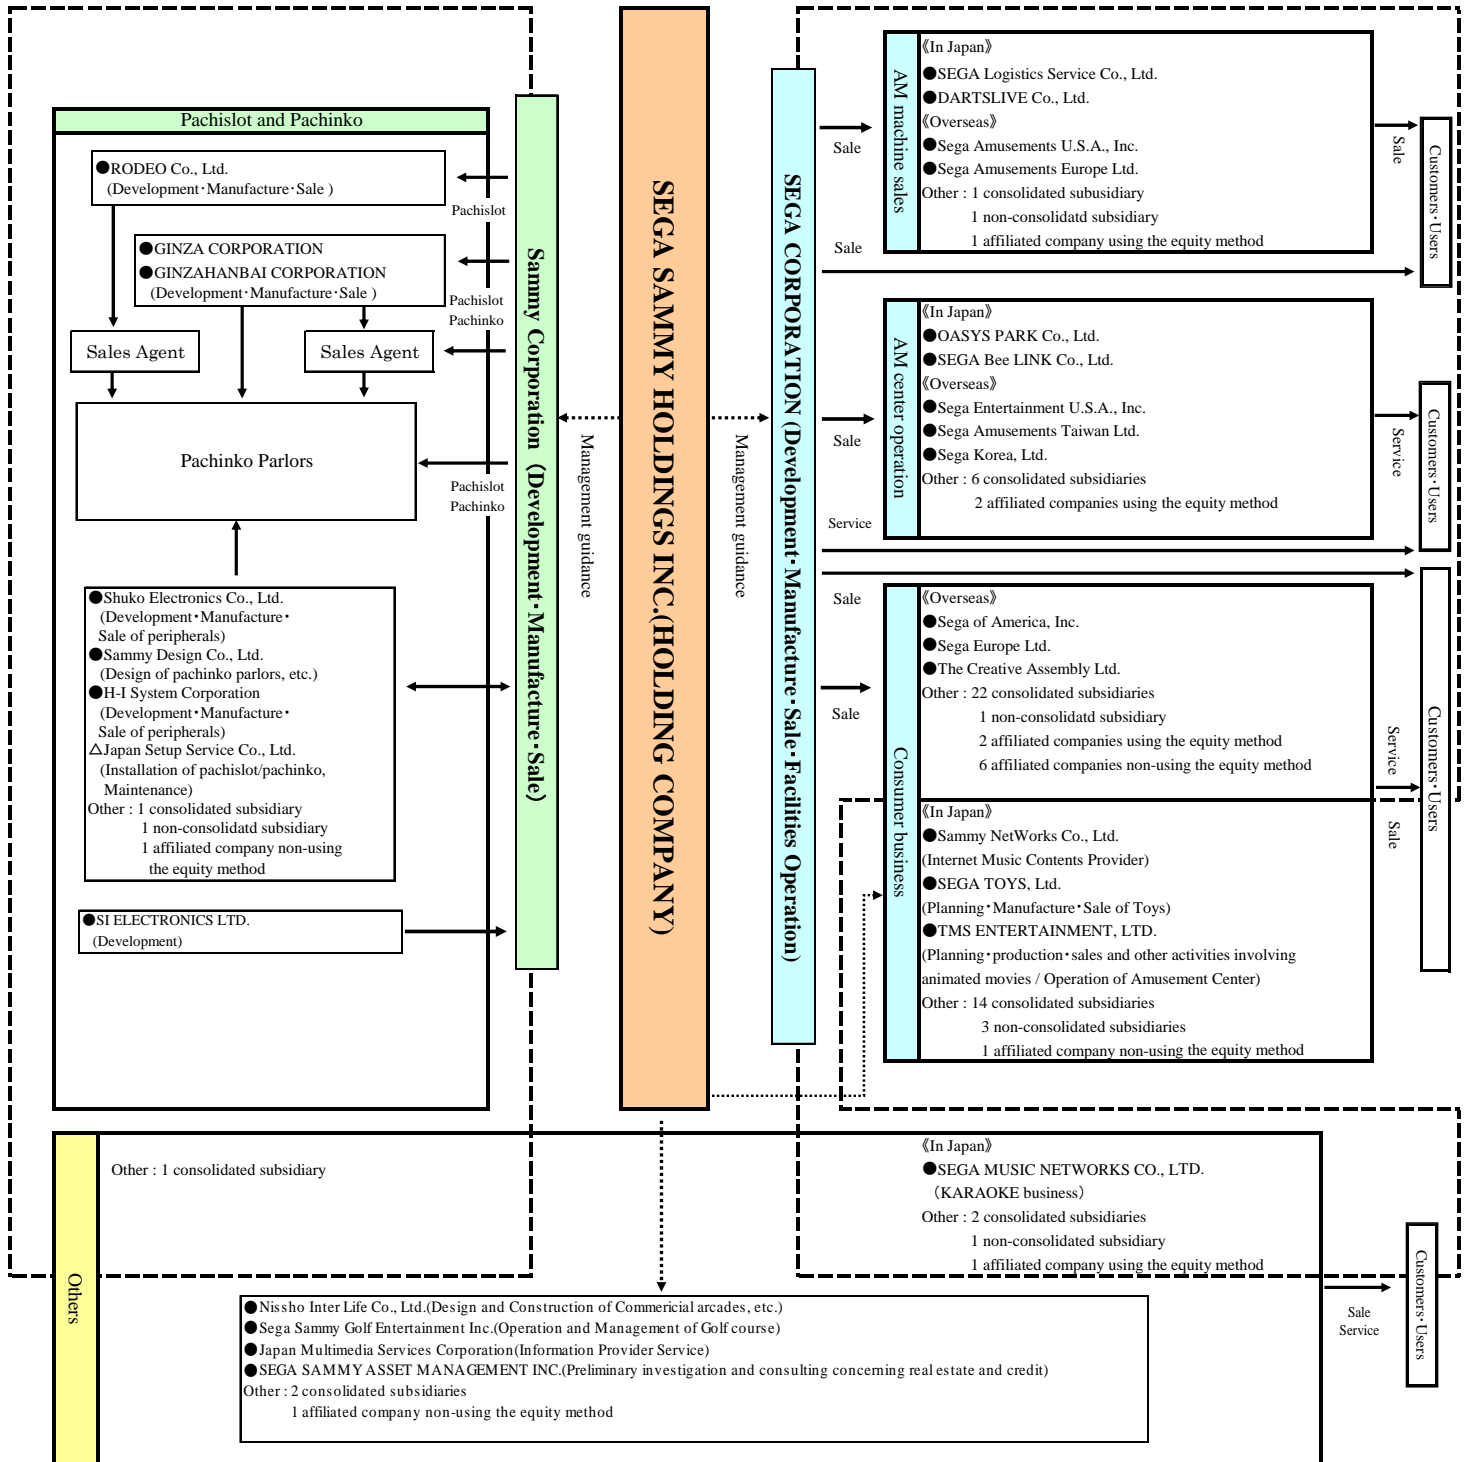 Pachislot and Pachinko
●RODEO Co., Ltd.
(Development・Manufacture・Sale )
Pachislot
●GINZA CORPORATION
●GINZAHANBAI CORPORATION
(Development・Manufacture・Sale )
Pachislot
Pachinko
Sales Agent
Sales Agent
Pachinko Parlors
Pachislot
Pachinko
●Shuko Electronics Co., Ltd.
(Development・Manufacture・
Sale of peripherals)
●Sammy Design Co., Ltd.
(Design of pachinko parlors, etc.)
●H-I System Corporation
(Development・Manufacture・
Sale of peripherals)
△Japan Setup Service Co., Ltd.
(Installation of pachislot/pachinko,
Maintenance)
Other : 1 consolidated subsidiary
1 non-consolidatd subsidiary
1 affiliated company non-using
the equity method
●SI ELECTRONICS LTD.
(Development)
Sammy Corporation（Development・Manufacture・Sale）
Management guidance
SEGA SAMMY HOLDINGS INC.(HOLDING COMPANY)
Management guidance
SEGA CORPORATION (Development・Manufacture・Sale・Facilities Operation)
Sale
AM machine sales
《In Japan》
●SEGA Logistics Service Co., Ltd.
●DARTSLIVE Co., Ltd.
《Overseas》
●Sega Amusements U.S.A., Inc.
●Sega Amusements Europe Ltd.
Other : 1 consolidated subusidiary
1 non-consolidatd subsidiary
1 affiliated company using the equity method
Sale
Sale
Customers・Users
Sale
AM center operation
《In Japan》
●OASYS PARK Co., Ltd.
●SEGA Bee LINK Co., Ltd.
《Overseas》
●Sega Entertainment U.S.A., Inc.
●Sega Amusements Taiwan Ltd.
●Sega Korea, Ltd.
Other : 6 consolidated subsidiaries
2 affiliated companies using the equity method
Service
Service
Customers・Users
Sale
Sale
Consumer business
《Overseas》
●Sega of America, Inc.
●Sega Europe Ltd.
●The Creative Assembly Ltd.
Other : 22 consolidated subsidiaries
1 non-consolidatd subsidiary
2 affiliated companies using the equity method
6 affiliated companies non-using the equity method
《In Japan》
●Sammy NetWorks Co., Ltd.
(Internet Music Contents Provider)
●SEGA TOYS, Ltd.
(Planning・Manufacture・Sale of Toys)
●TMS ENTERTAINMENT, LTD.
(Planning・production・sales and other activities involving
animated movies / Operation of Amusement Center)
Other : 14 consolidated subsidiaries
3 non-consolidated subsidiaries
1 affiliated company non-using the equity method
Service
Sale
Customers・Users
Others
Other : 1 consolidated subsidiary
《In Japan》
●SEGA MUSIC NETWORKS CO., LTD.
（KARAOKE business）
Other : 2 consolidated subsidiaries
1 non-consolidated subsidiary
1 affiliated company using the equity method
●Nissho Inter Life Co., Ltd.(Design and Construction of Commericial arcades, etc.)
●Sega Sammy Golf Entertainment Inc.(Operation and Management of Golf course)
●Japan Multimedia Services Corporation(Information Provider Service)
●SEGA SAMMY ASSET MANAGEMENT INC.(Preliminary investigation and consulting concerning real estate and credit)
Other : 2 consolidated subsidiaries
1 affiliated company non-using the equity method
Sale
Service
Customers・Users